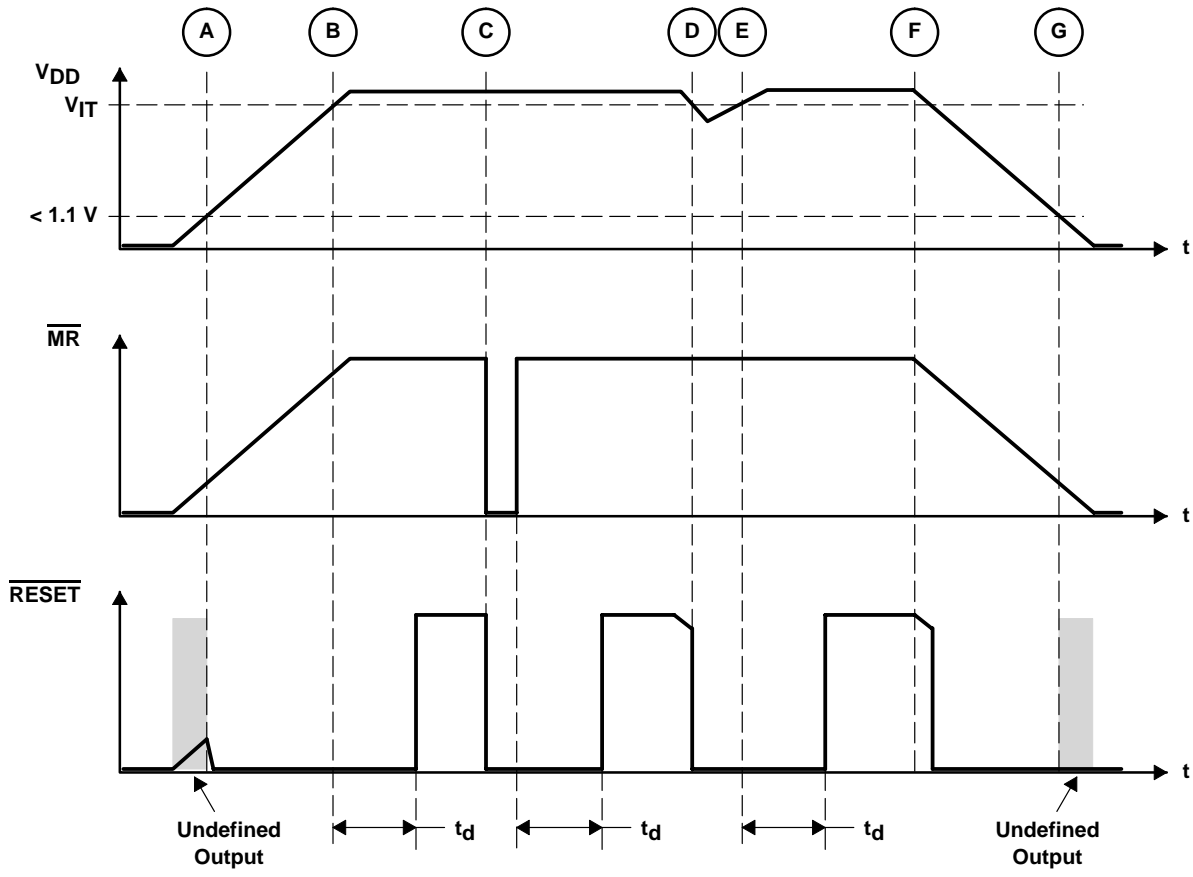 A B C D E F G
VDD
VIT
< 1.1 V
t
MR
t
RESET
t
Undefined
Output
td
td
td
Undefined
Output